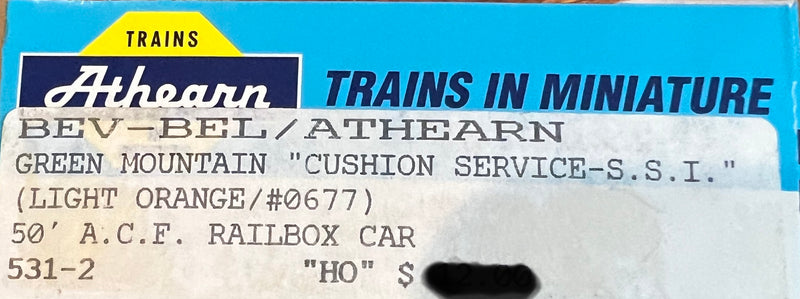 TRAINS
Athearn
TRAINS IN MINIATURE
BEV-BEL/ATHEARN
GREEN MOUNTAIN "CUSHION SERVICE-S.S.I."
(LIGHT ORANGE/#0677)
50' A.C.F. RAILBOX CAR
531-2 "HO" $